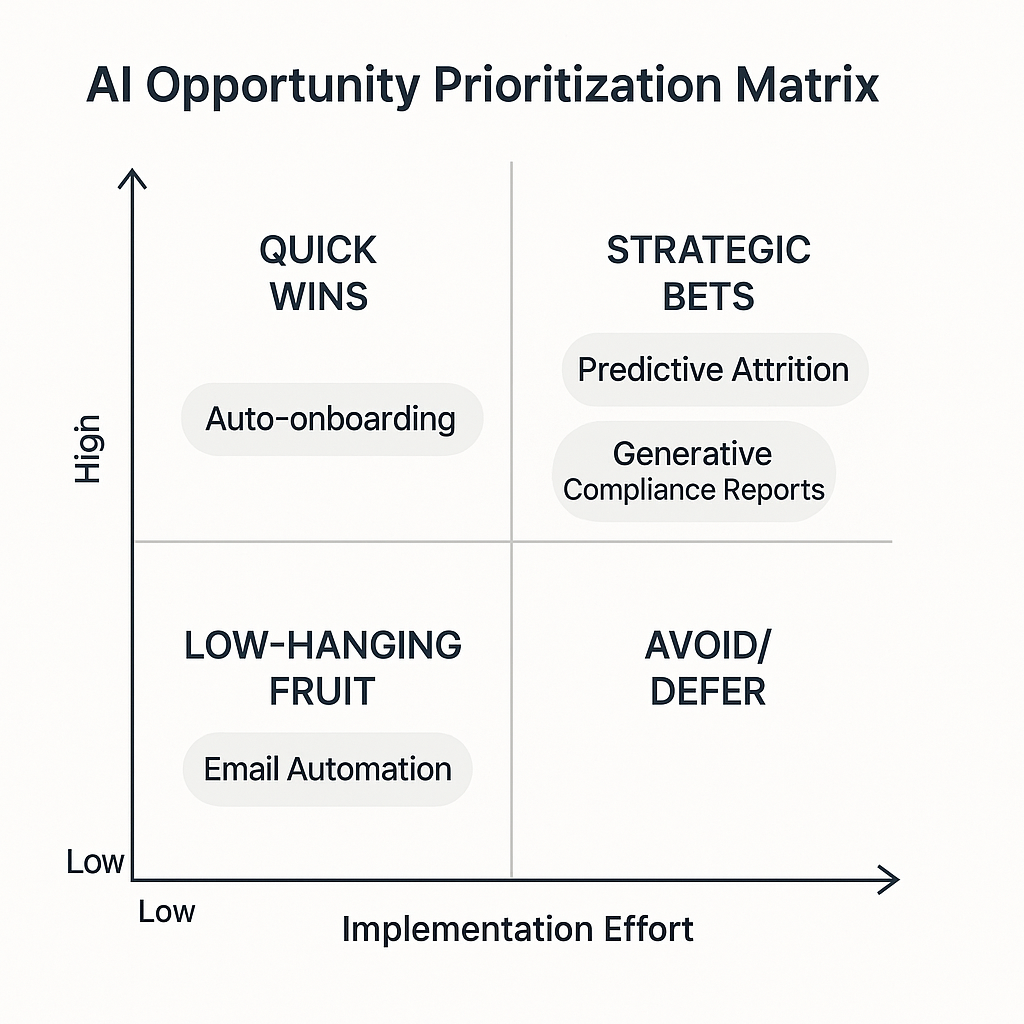 AI Opportunity Prioritization Matrix
QUICK
WINS
STRATEGIC
BETS
Predictive Attrition
Auto-onboarding
Generative
Compliance Reports
High
LOW-HANGING
FRUIT
AVOID/
DEFER
Email Automation
Low
Low
Implementation Effort